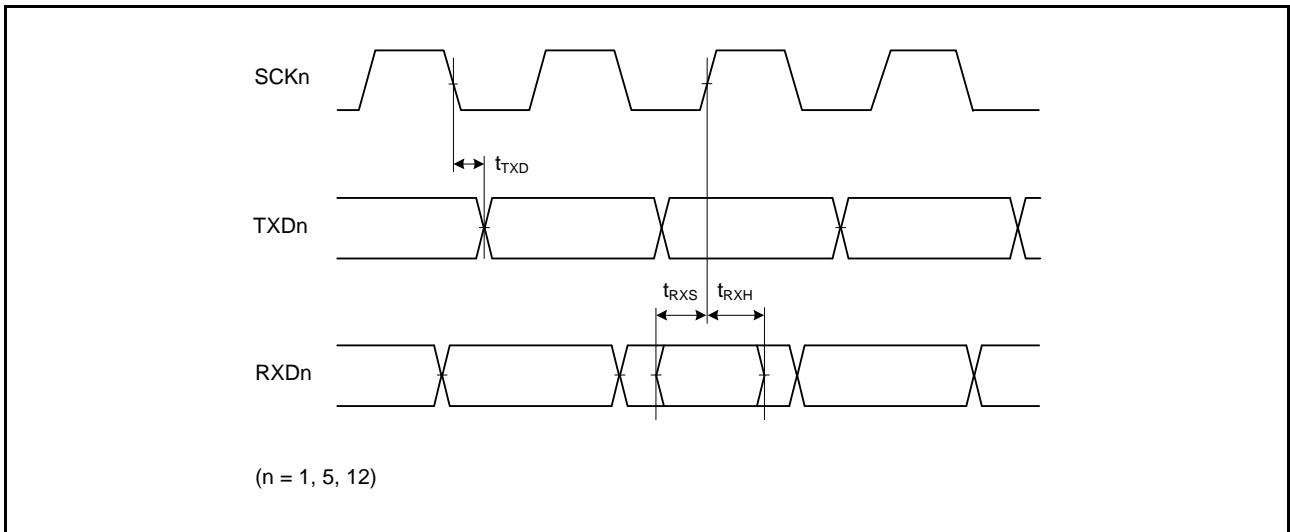 SCKn
tTXD
TXDn
tRXS tRXH
RXDn
(n = 1, 5, 12)